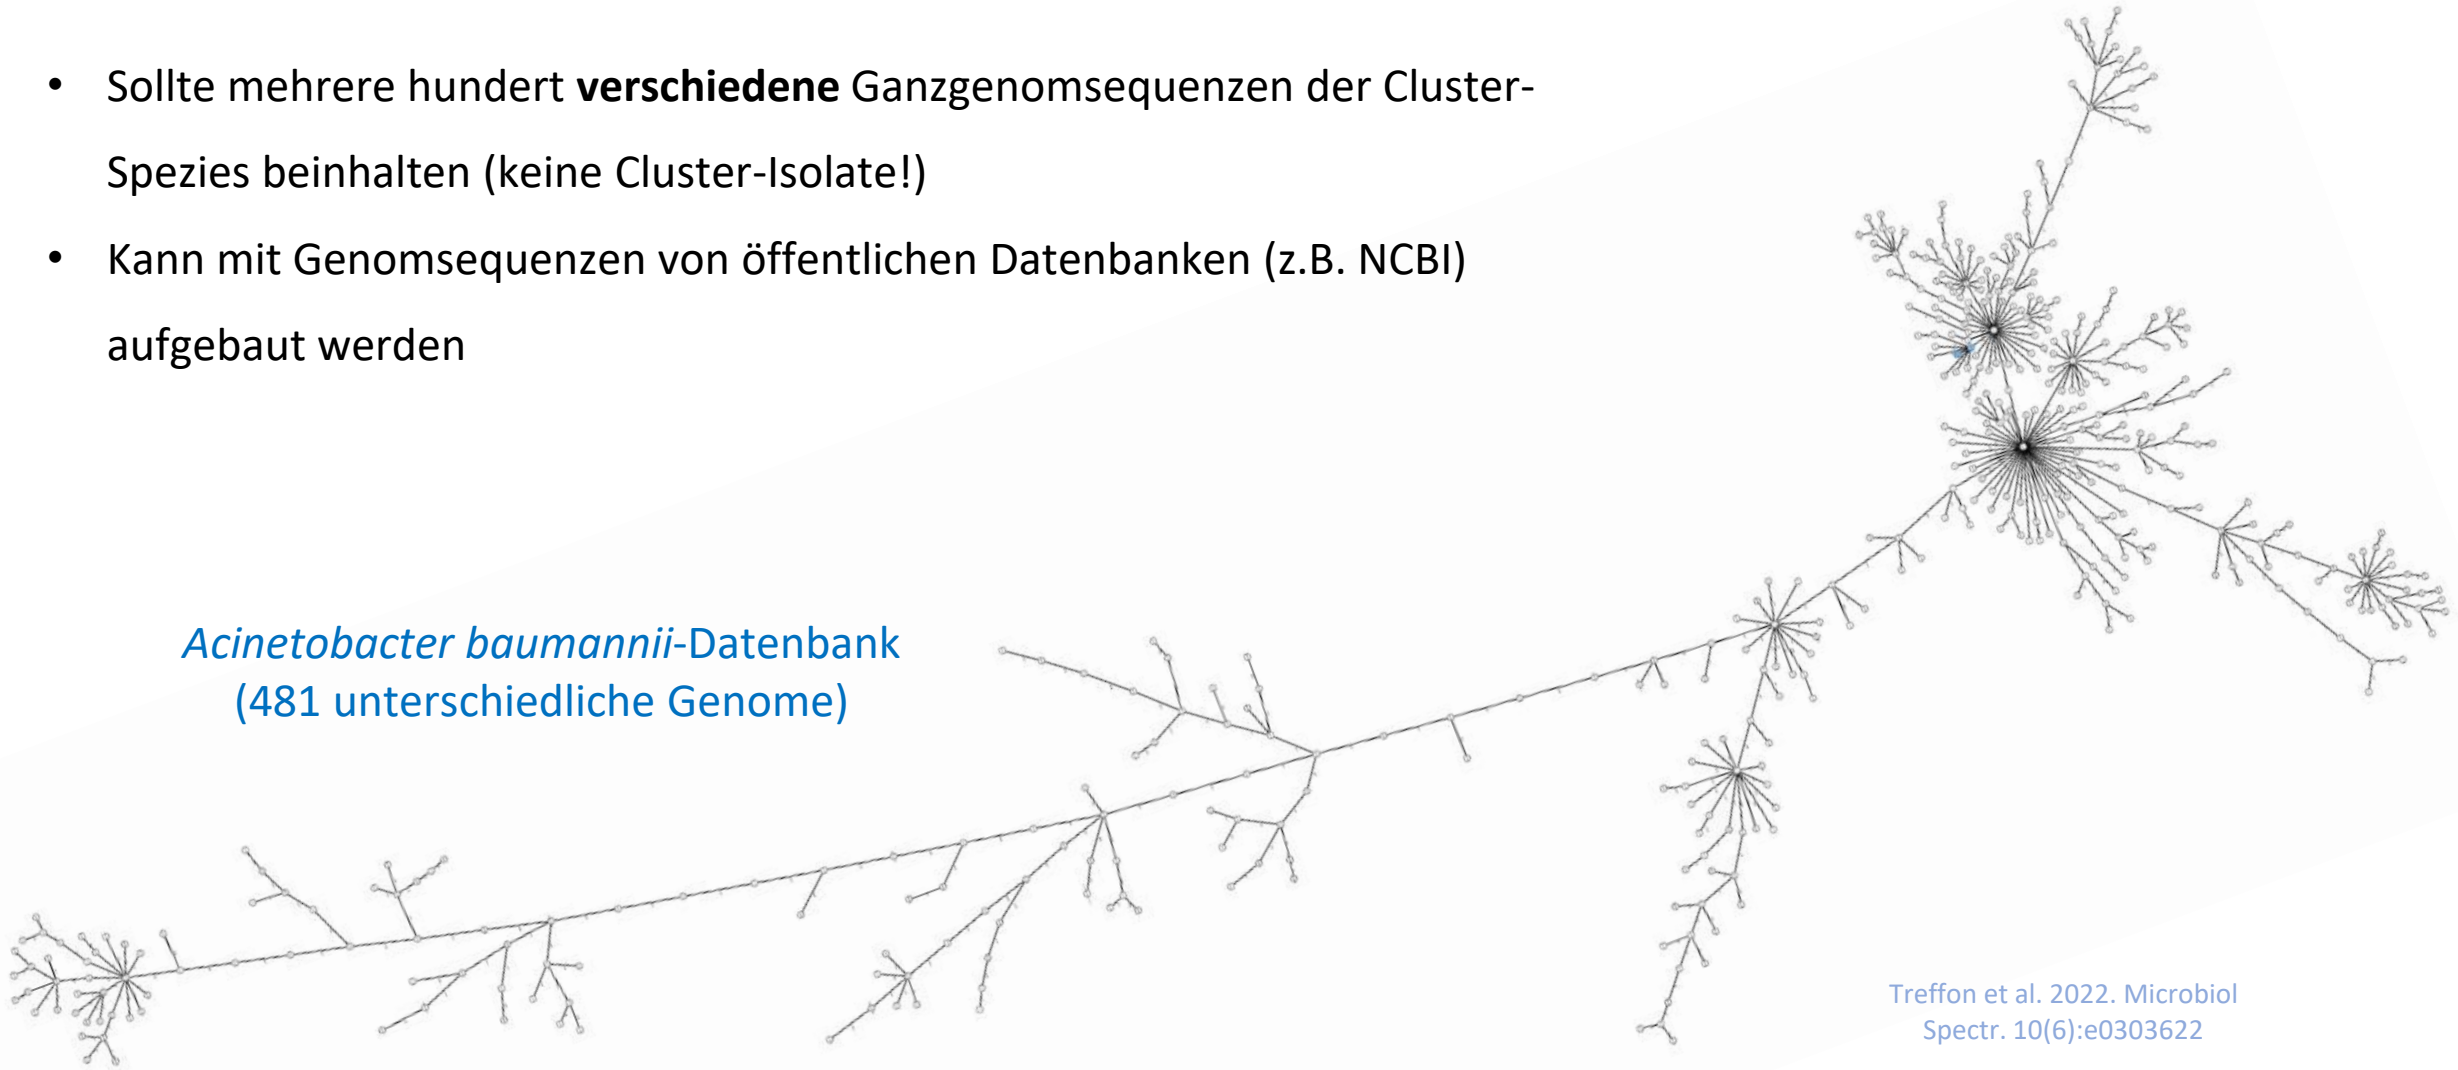 • Sollte mehrere hundert verschiedene Ganzgenomsequenzen der Cluster-
Spezies beinhalten (keine Cluster-Isolate!)
• Kann mit Genomsequenzen von öffentlichen Datenbanken (z.B. NCBI)
aufgebaut werden
Acinetobacter baumannii-Datenbank
(481 unterschiedliche Genome)
Treffon et al. 2022. Microbiol
Spectr. 10(6):e0303622